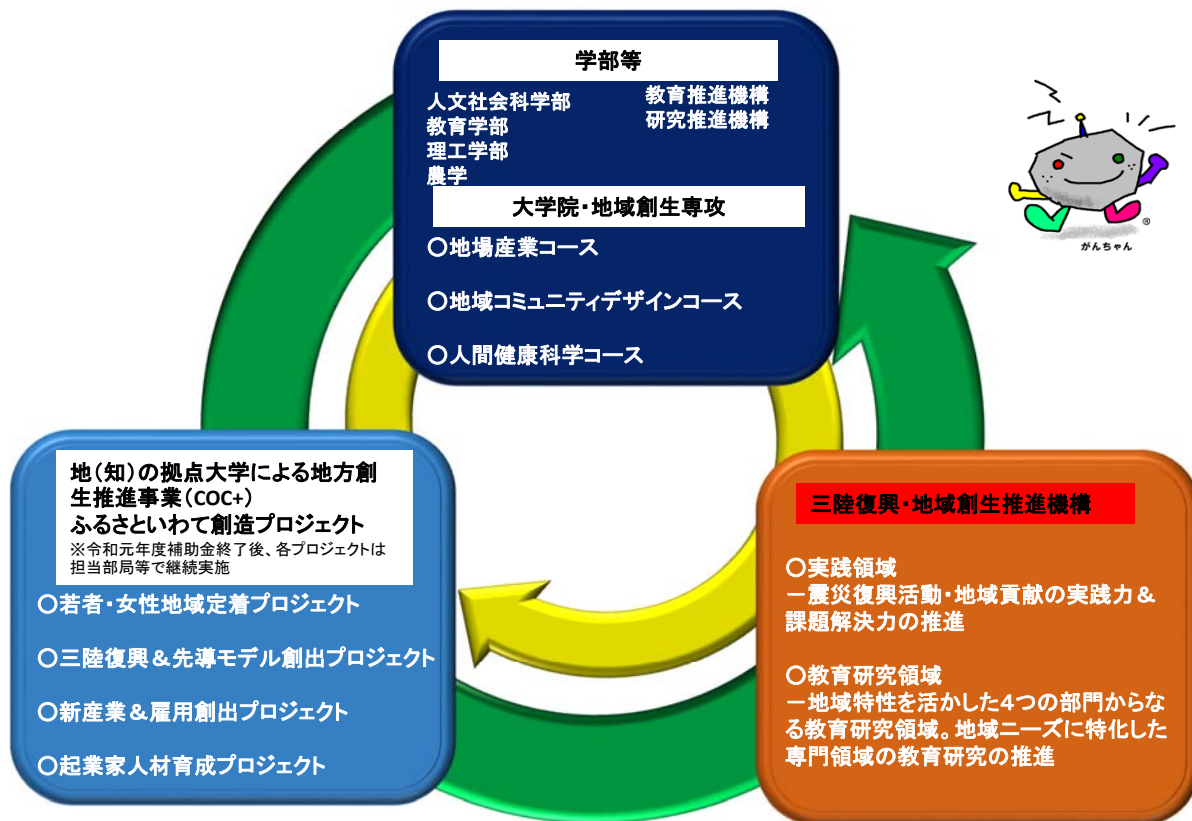 学部等
人文社会科学部
教育学部
理工学部
農学
教育推進機構
研究推進機構
大学院・地域創生専攻
○地場産業コース
○地域コミュニティデザインコース
○人間健康科学コース
®
がんちゃん
地(知)の拠点大学による地方創
生推進事業(COC+)
ふるさといわて創造プロジェクト
※令和元年度補助金終了後、各プロジェクトは
担当部局等で継続実施
○若者・女性地域定着プロジェクト
○三陸復興&先導モデル創出プロジェクト
○新産業&雇用創出プロジェクト
○起業家人材育成プロジェクト
三陸復興・地域創生推進機構
○実践領域
-震災復興活動・地域貢献の実践力&
課題解決力の推進
○教育研究領域
-地域特性を活かした4つの部門からな
る教育研究領域。地域ニーズに特化した
専門領域の教育研究の推進